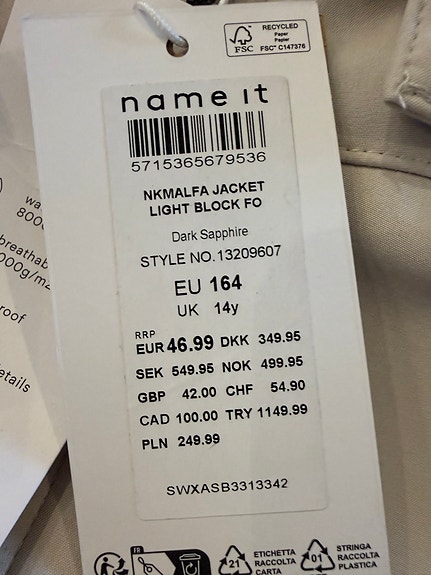 RECYCLED
Paper
Papier
FSC
FSC™ C147376
name it
5715365679536
NKMALFA JACKET
LIGHT BLOCK FO
Dark Sapphire
STYLE NO.13209607
EU 164
UK 14y
RRP
EUR 46.99 DKK 349.95
SEK 549.95 NOK 499.95
GBP 42.00 CHF 54.90
CAD 100.00 TRY 1149.99
PLN 249.99
SWXASB3313342
FR
21
ETICHETTA
RACCOLTA
CARTA
01
STRINGA
RACCOLTA
PLASTICA